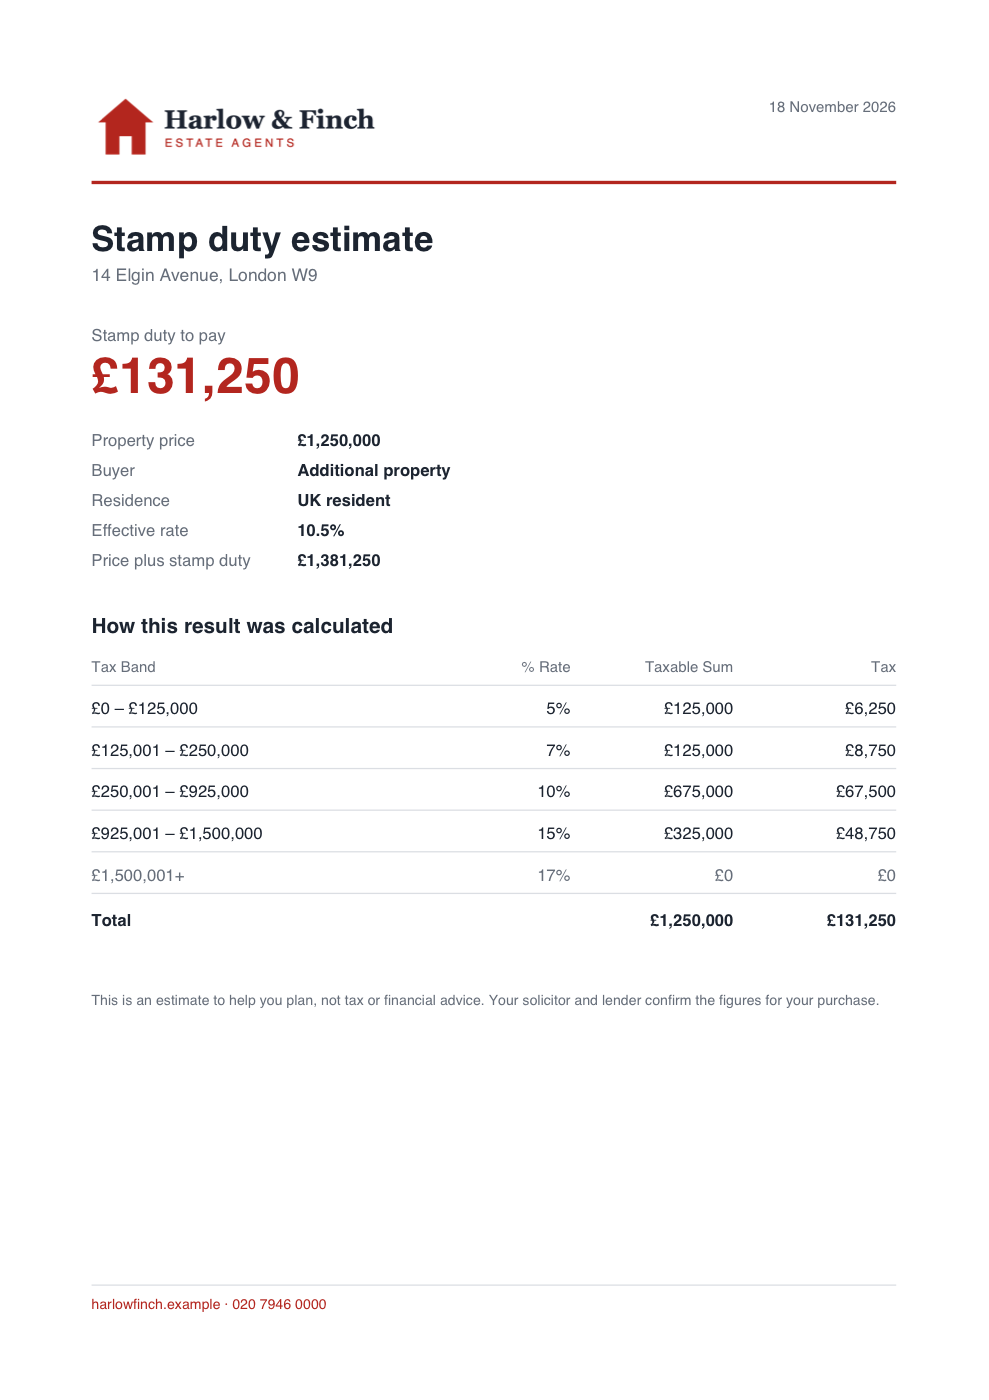 Harlow & Finch
ESTATE AGENTS
18 November 2026
Stamp duty estimate
14 Elgin Avenue, London W9
Stamp duty to pay
£131,250
Property price £1,250,000
Buyer Additional property
Residence UK resident
Effective rate 10.5%
Price plus stamp duty £1,381,250
How this result was calculated
Tax Band % Rate Taxable Sum Tax
£0 – £125,000 5% £125,000 £6,250
£125,001 – £250,000 7% £125,000 £8,750
£250,001 – £925,000 10% £675,000 £67,500
£925,001 – £1,500,000 15% £325,000 £48,750
£1,500,001+ 17% £0 £0
Total £1,250,000 £131,250
This is an estimate to help you plan, not tax or financial advice. Your solicitor and lender confirm the figures for your purchase.
harlowfinch.example · 020 7946 0000